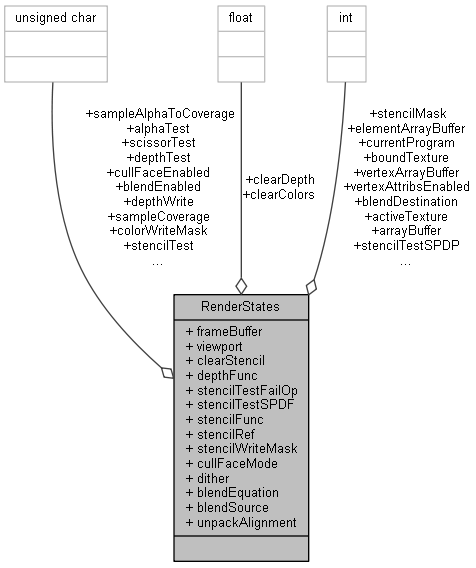 unsigned char
float
int
+sampleAlphaToCoverage
+alphaTest
+scissorTest
+depthTest
+cullFaceEnabled
+blendEnabled
+depthWrite
+sampleCoverage
+colorWriteMask
+stencilTest
...
+clearDepth
+clearColors
+stencilMask
+elementArrayBuffer
+currentProgram
+boundTexture
+vertexArrayBuffer
+vertexAttribsEnabled
+blendDestination
+activeTexture
+arrayBuffer
+stencilTestSPDP
...
RenderStates
+ frameBuffer
+ viewport
+ clearStencil
+ depthFunc
+ stencilTestFailOp
+ stencilTestSPDF
+ stencilFunc
+ stencilRef
+ stencilWriteMask
+ cullFaceMode
+ dither
+ blendEquation
+ blendSource
+ unpackAlignment